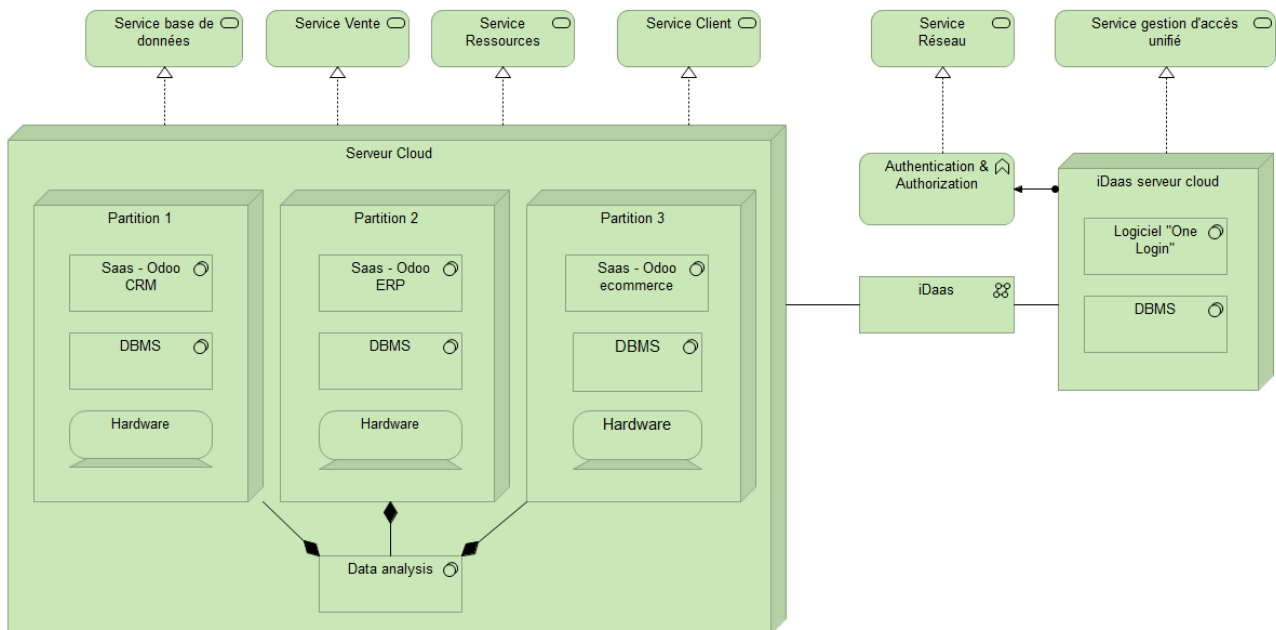 Service base de
données
Service Vente
Service
Ressources
Service Client
Service
Réseau
Service gestion d'accès
unifié
Serveur Cloud
Authentication &
Authorization
iDaas serveur cloud
Partition 1
Partition 2
Partition 3
Logiciel "One
Login"
Saas - Odoo
CRM
Saas - Odoo
ERP
Saas - Odoo
ecommerce
iDaas
DBMS
DBMS
DBMS
DBMS
Hardware
Hardware
Hardware
Data analysis